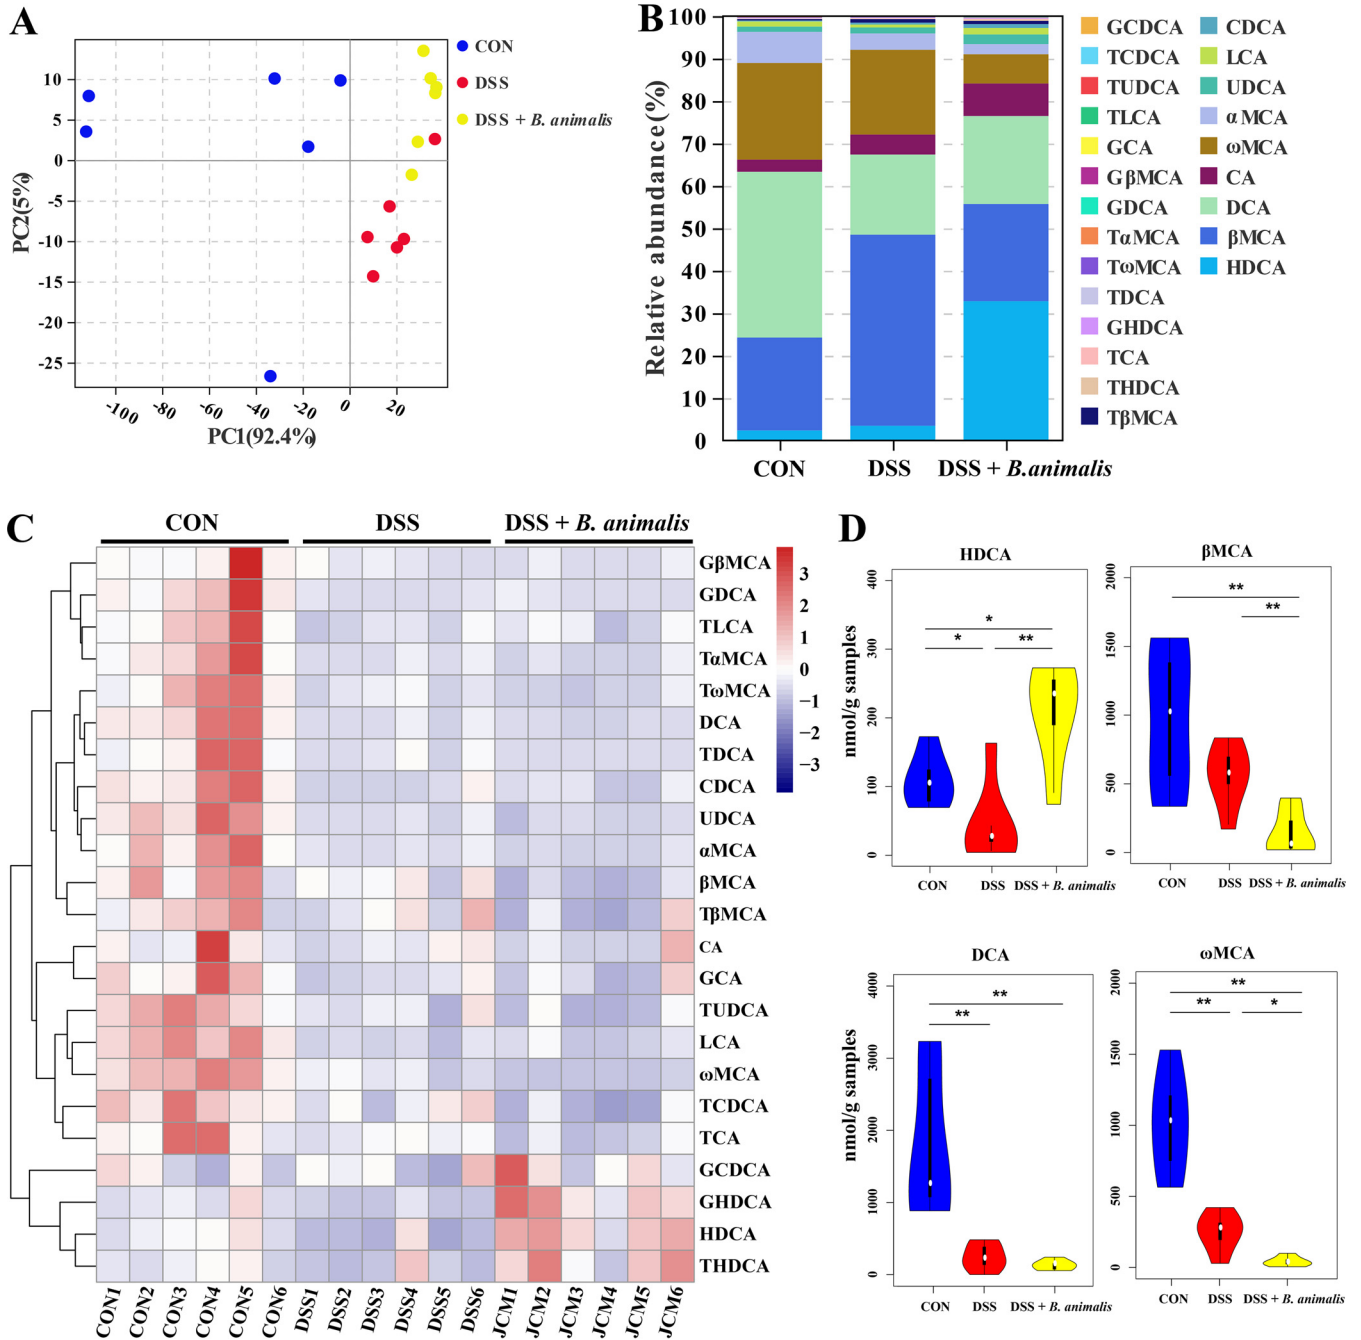 A
CON
DSS
DSS + B. animalis
PC2(5%)
10
5
0
-5
-10
-15
-20
-25
-100
-80
-60
-40
-20
0
20
PC1(92.4%)
B
Relative abundance(%)
100
90
80
70
60
50
40
30
20
10
0
CON
DSS
DSS + B.animalis
GCDCA
TCDCA
TUDCA
TLCA
GCA
GβMCA
GDCA
TαMCA
TωMCA
TDCA
GHDCA
TCA
THDCA
TβMCA
CDCA
LCA
UDCA
αMCA
ωMCA
CA
DCA
βMCA
HDCA
C
CON
DSS
DSS + B. animalis
GβMCA
GDCA
TLCA
TαMCA
TωMCA
DCA
TDCA
CDCA
UDCA
αMCA
βMCA
TβMCA
CA
GCA
TUDCA
LCA
ωMCA
TCDCA
TCA
GCDCA
GHDCA
HDCA
THDCA
3
2
1
0
−1
−2
−3
CON1
CON2
CON3
CON4
CON5
CON6
DSS1
DSS2
DSS3
DSS4
DSS5
DSS6
JCM1
JCM2
JCM3
JCM4
JCM5
JCM6
D
HDCA
nmol/g samples
400
300
200
100
0
*
* **
CON DSS DSS + B. animalis
βMCA
2000
1500
1000
500
0
**
**
CON DSS DSS + B. animalis
DCA
nmol/g samples
4000
3000
2000
1000
0
**
**
CON DSS DSS + B. animalis
ωMCA
2000
1500
1000
500
0
**
** *
CON DSS DSS + B. animalis